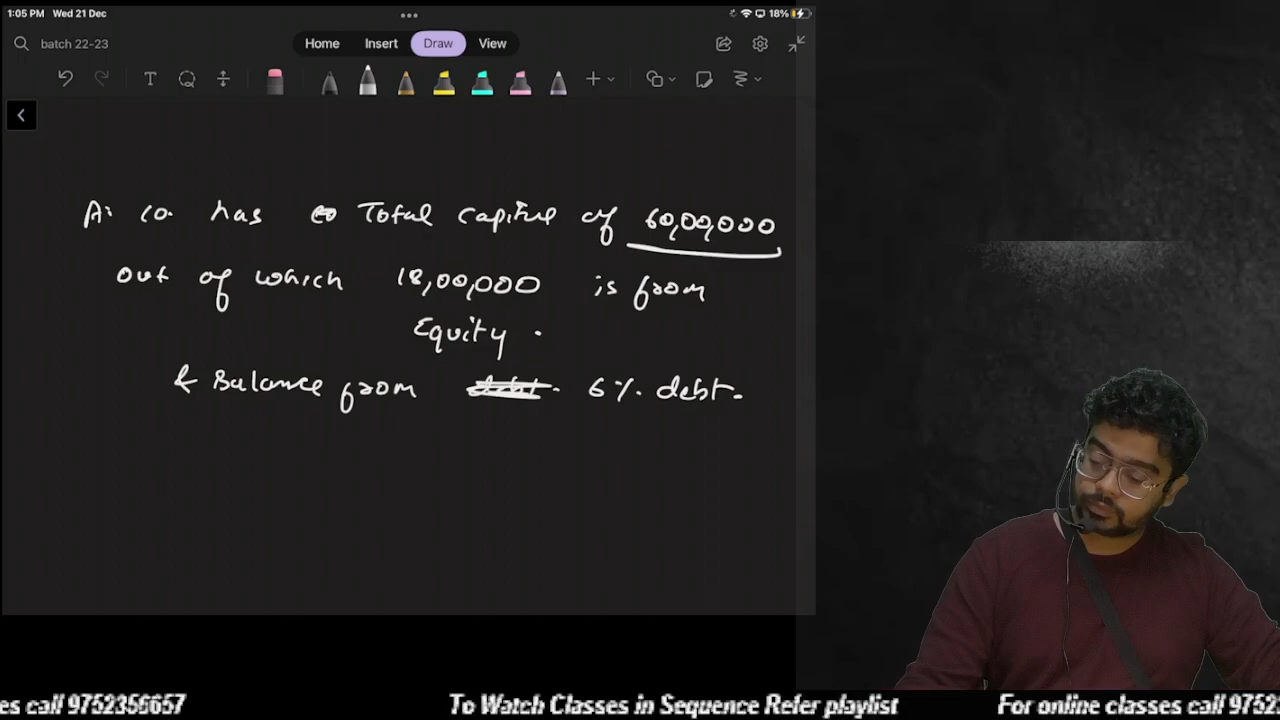 1:05 PM Wed 21 Dec
18%
batch 22-23
Home Insert Draw View
A: co. has Total capital of 60,00,000
out of which 18,00,000 is from
Equity.
& Balance from debt. 6%. debt.
es call 9752356657
To Watch Classes in Sequence Refer playlist
For online classes call 9752